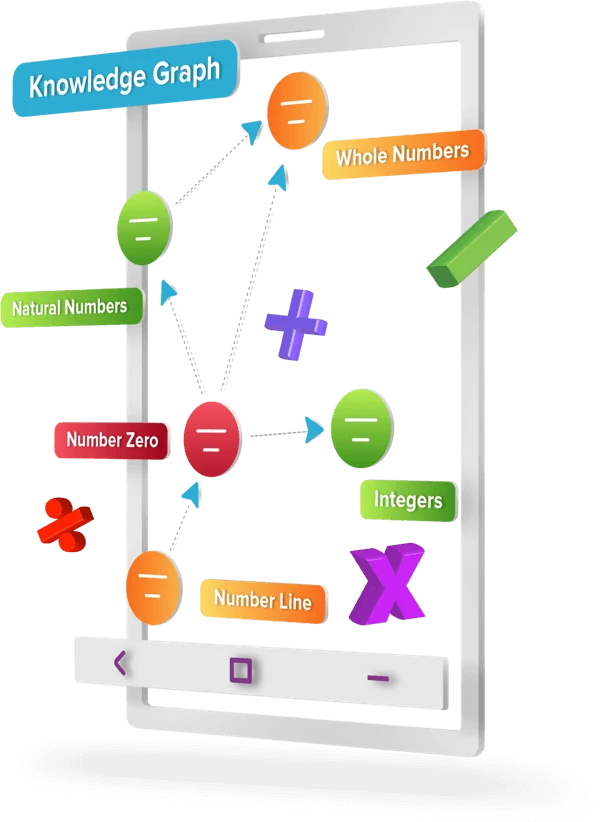 Knowledge Graph
Whole Numbers
Natural Numbers
Number Zero
Integers
Number Line